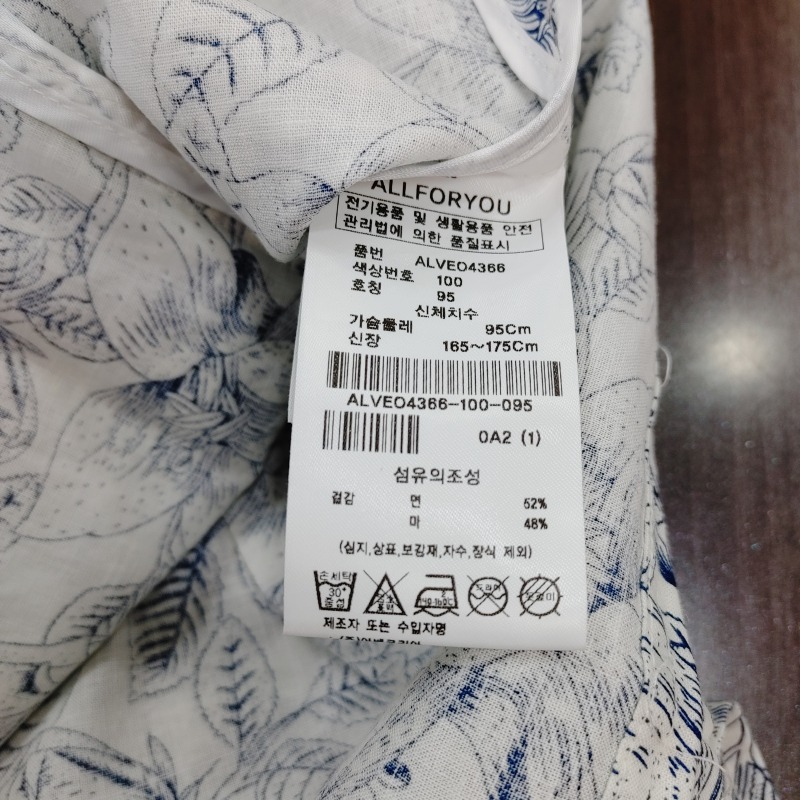 ALLFORYOU
전기용품 및 생활용품 안전
관리법에 의한 품질표시
품번 ALVEO4366
색상번호 100
호칭 95
신체치수
가슴둘레 95Cm
신장 165~175Cm
ALVEO4366-100-095
0A2 (1)
섬유의조성
겉감 면 52%
마 48%
(심지,상표,보강재,자수,장식 제외)
손세탁
30°
중성
드라이
제조자 또는 수입자명